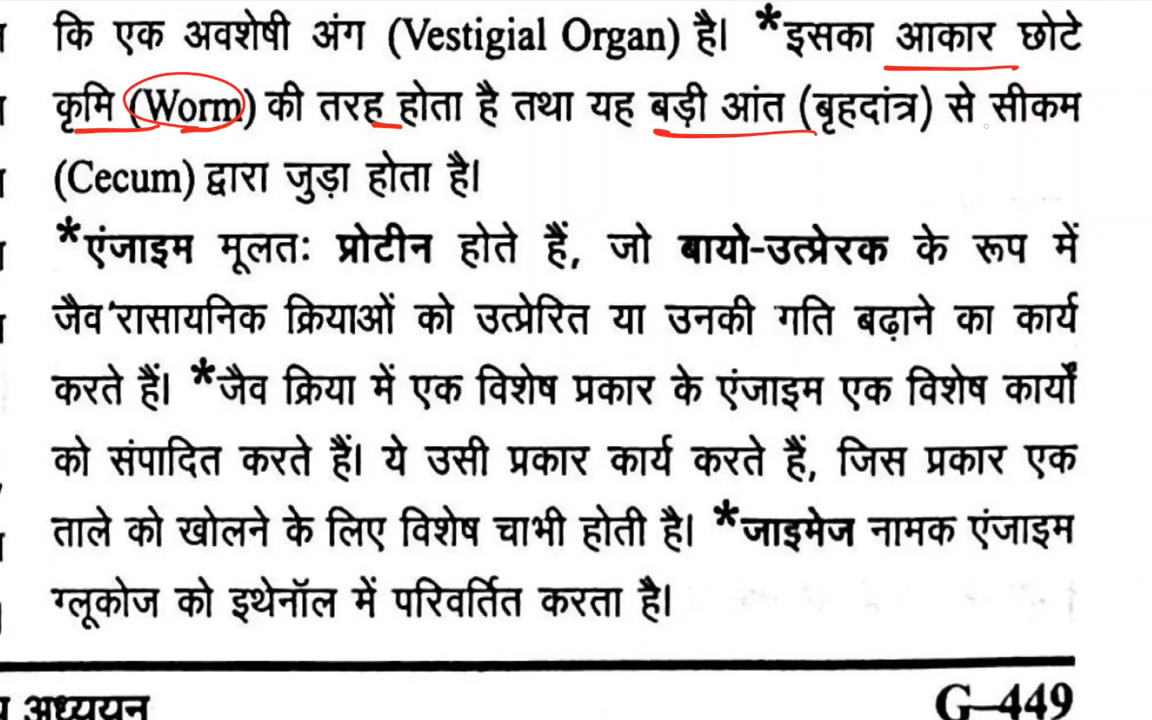 कि एक अवशेषी अंग (Vestigial Organ) है। *इसका आकार छोटे
कृमि (Worm) की तरह होता है तथा यह बड़ी आंत (बृहदांत्र) से सीकम
(Cecum) द्वारा जुड़ा होता है।
*एंजाइम मूलतः प्रोटीन होते हैं, जो बायो-उत्प्रेरक के रूप में
जैव रासायनिक क्रियाओं को उत्प्रेरित या उनकी गति बढ़ाने का कार्य
करते हैं। *जैव क्रिया में एक विशेष प्रकार के एंजाइम एक विशेष कार्यों
को संपादित करते हैं। ये उसी प्रकार कार्य करते हैं, जिस प्रकार एक
ताले को खोलने के लिए विशेष चाभी होती है। *जाइमेज नामक एंजाइम
ग्लूकोज को इथेनॉल में परिवर्तित करता है।
अध्ययन G–449